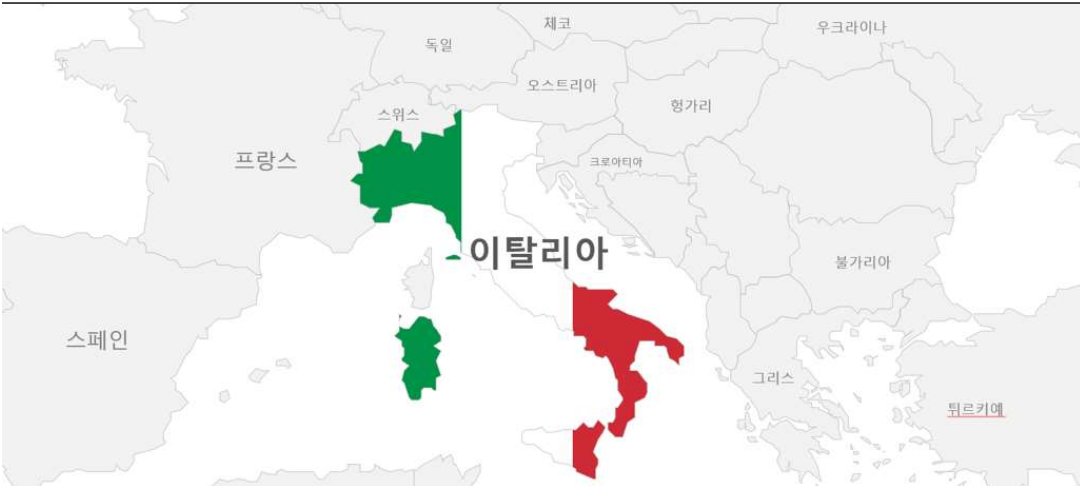 체코
우크라이나
독일
오스트리아
헝가리
스위스
크로아티아
프랑스
이탈리아
불가리아
스페인
그리스
튀르키예